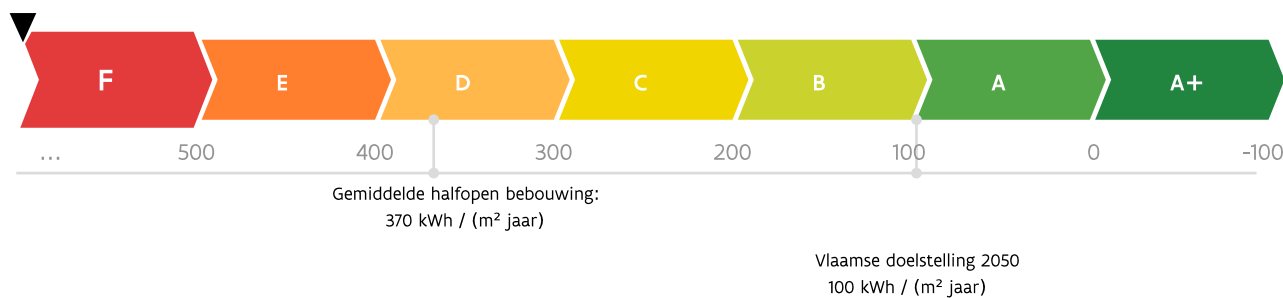 F E D C B A A+
... 500 400 300 200 100 0 -100
Gemiddelde halfopen bebouwing:
370 kWh / (m² jaar)
Vlaamse doelstelling 2050
100 kWh / (m² jaar)